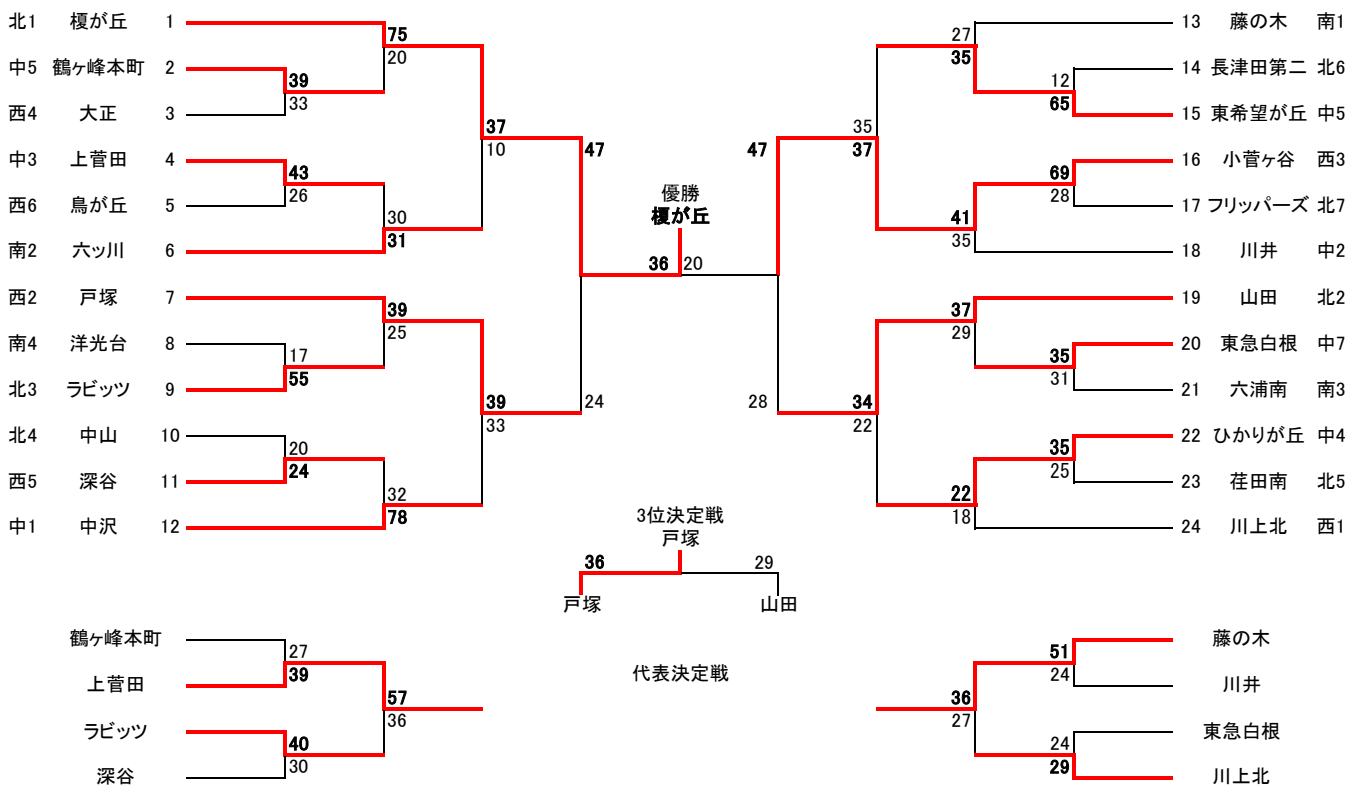 北1 榎が丘 1
75
20
中5 鶴ヶ峰本町 2
39
33
西4 大正 3
37
10
中3 上菅田 4
43
26
西6 鳥が丘 5
30
31
南2 六ッ川 6
47
24
西2 戸塚 7
39
25
南4 洋光台 8
17
55
北3 ラビッツ 9
39
33
北4 中山 10
20
24
西5 深谷 11
32
78
中1 中沢 12
優勝
榎が丘
36 20
13 藤の木 南1
27
35
14 長津田第二 北6
12
65
15 東希望が丘 中5
35
37
16 小菅ヶ谷 西3
69
28
17 フリッパーズ 北7
41
35
18 川井 中2
47
28
19 山田 北2
37
29
20 東急白根 中7
35
31
21 六浦南 南3
34
22
22 ひかりが丘 中4
35
25
23 荏田南 北5
22
18
24 川上北 西1
3位決定戦
戸塚
36 29
戸塚 山田
代表決定戦
鶴ヶ峰本町
27
39
上菅田
57
36
ラビッツ
40
30
深谷
藤の木
51
24
川井
36
27
東急白根
24
29
川上北